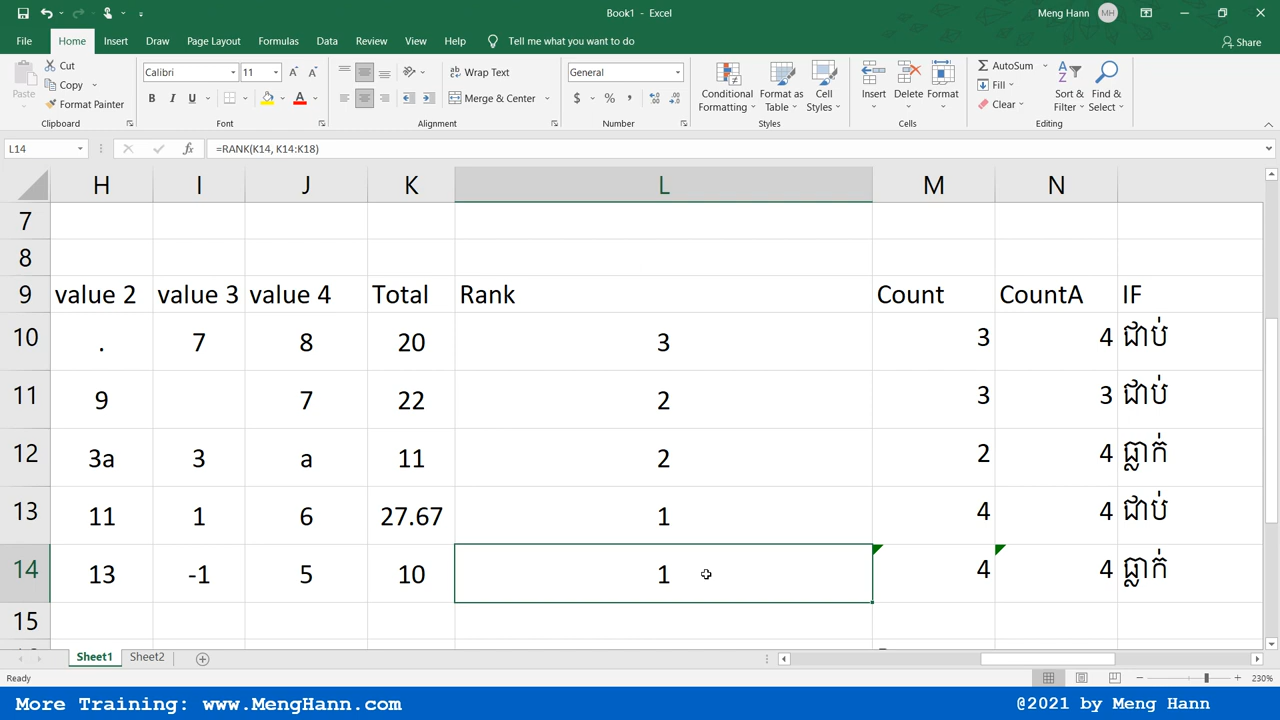 Book1 - Excel
Meng Hann MH
File Home Insert Draw Page Layout Formulas Data Review View Help Tell me what you want to do Share
Paste Cut Copy Format Painter Clipboard
Calibri 11 B I U A Font
Wrap Text Merge & Center Alignment
General $ % , Number
Conditional Formatting Format as Table Cell Styles Styles
Insert Delete Format Cells
AutoSum Fill Clear Sort & Filter Find & Select Editing
L14 fx =RANK(K14, K14:K18)
H I J K L M N
7
8
9 value 2 value 3 value 4 Total Rank Count CountA IF
10 . 7 8 20 3 3 4 ជាប់
11 9 7 22 2 3 3 ជាប់
12 3a 3 a 11 2 2 4 ធ្លាក់
13 11 1 6 27.67 1 4 4 ជាប់
14 13 -1 5 10 1 4 4 ធ្លាក់
15
Sheet1 Sheet2
Ready 230%
More Training: www.MengHann.com @2021 by Meng Hann